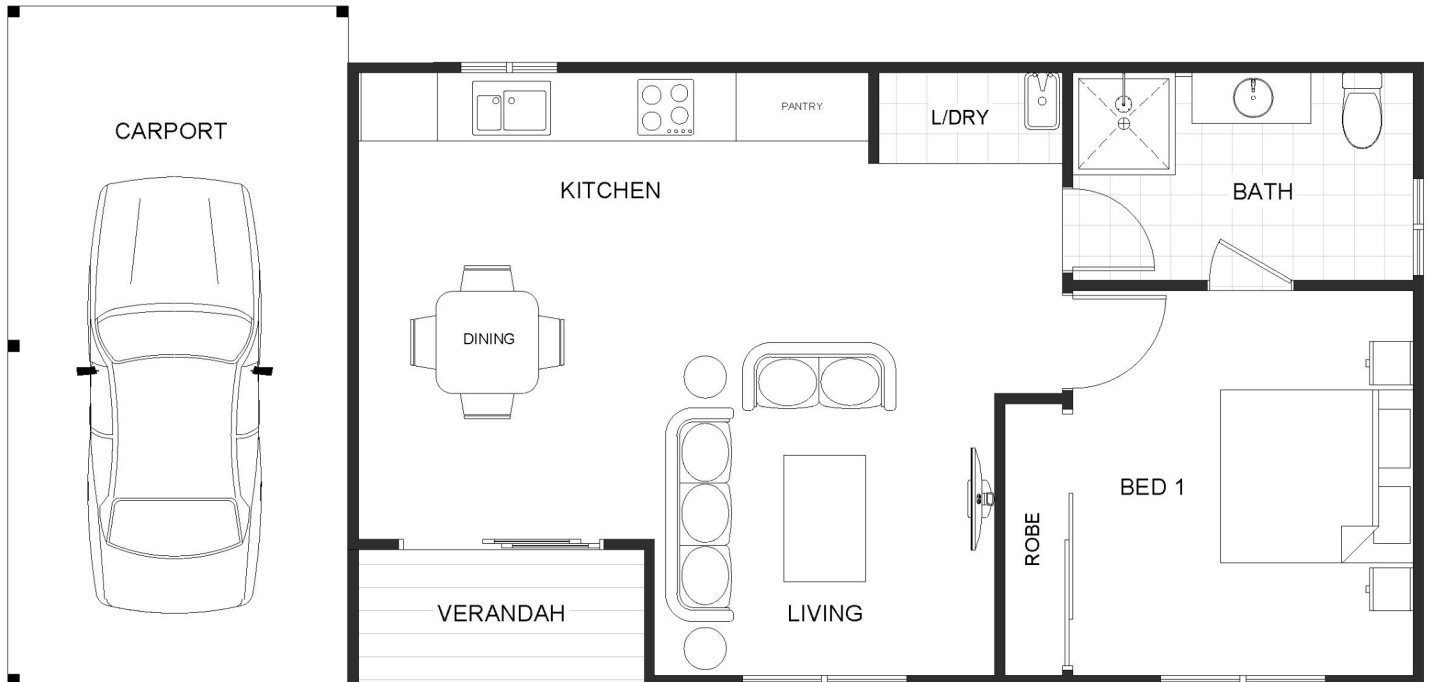 CARPORT
PANTRY
L/DRY
KITCHEN
BATH
DINING
BED 1
ROBE
VERANDAH
LIVING